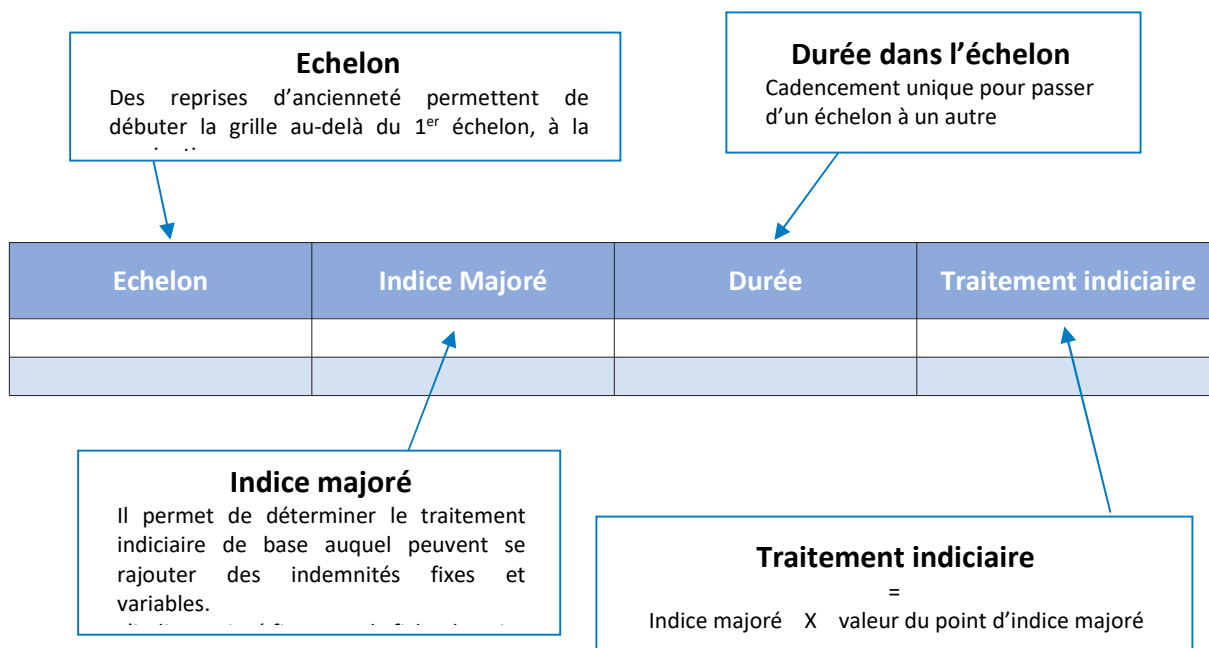 Echelon
Des reprises d'ancienneté permettent de
débuter la grille au-delà du 1er échelon, à la
Durée dans l'échelon
Cadencement unique pour passer
d'un échelon à un autre
Echelon Indice Majoré Durée Traitement indiciaire
Indice majoré
Il permet de déterminer le traitement
indiciaire de base auquel peuvent se
rajouter des indemnités fixes et
variables.
Traitement indiciaire
=
Indice majoré X valeur du point d'indice majoré